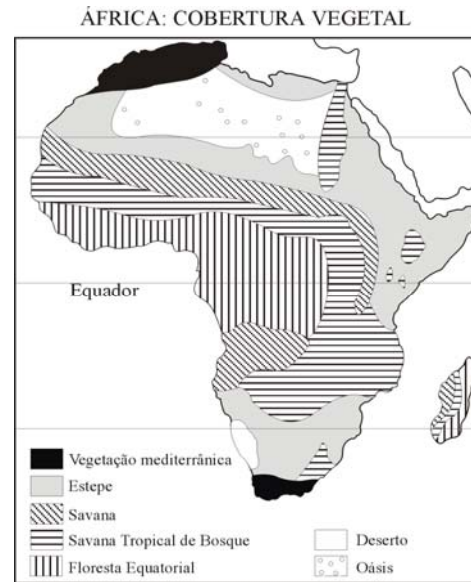 ÁFRICA: COBERTURA VEGETAL
Equador
Vegetação mediterrânica
Estepe
Savana
Savana Tropical de Bosque
Floresta Equatorial
Deserto
Oásis